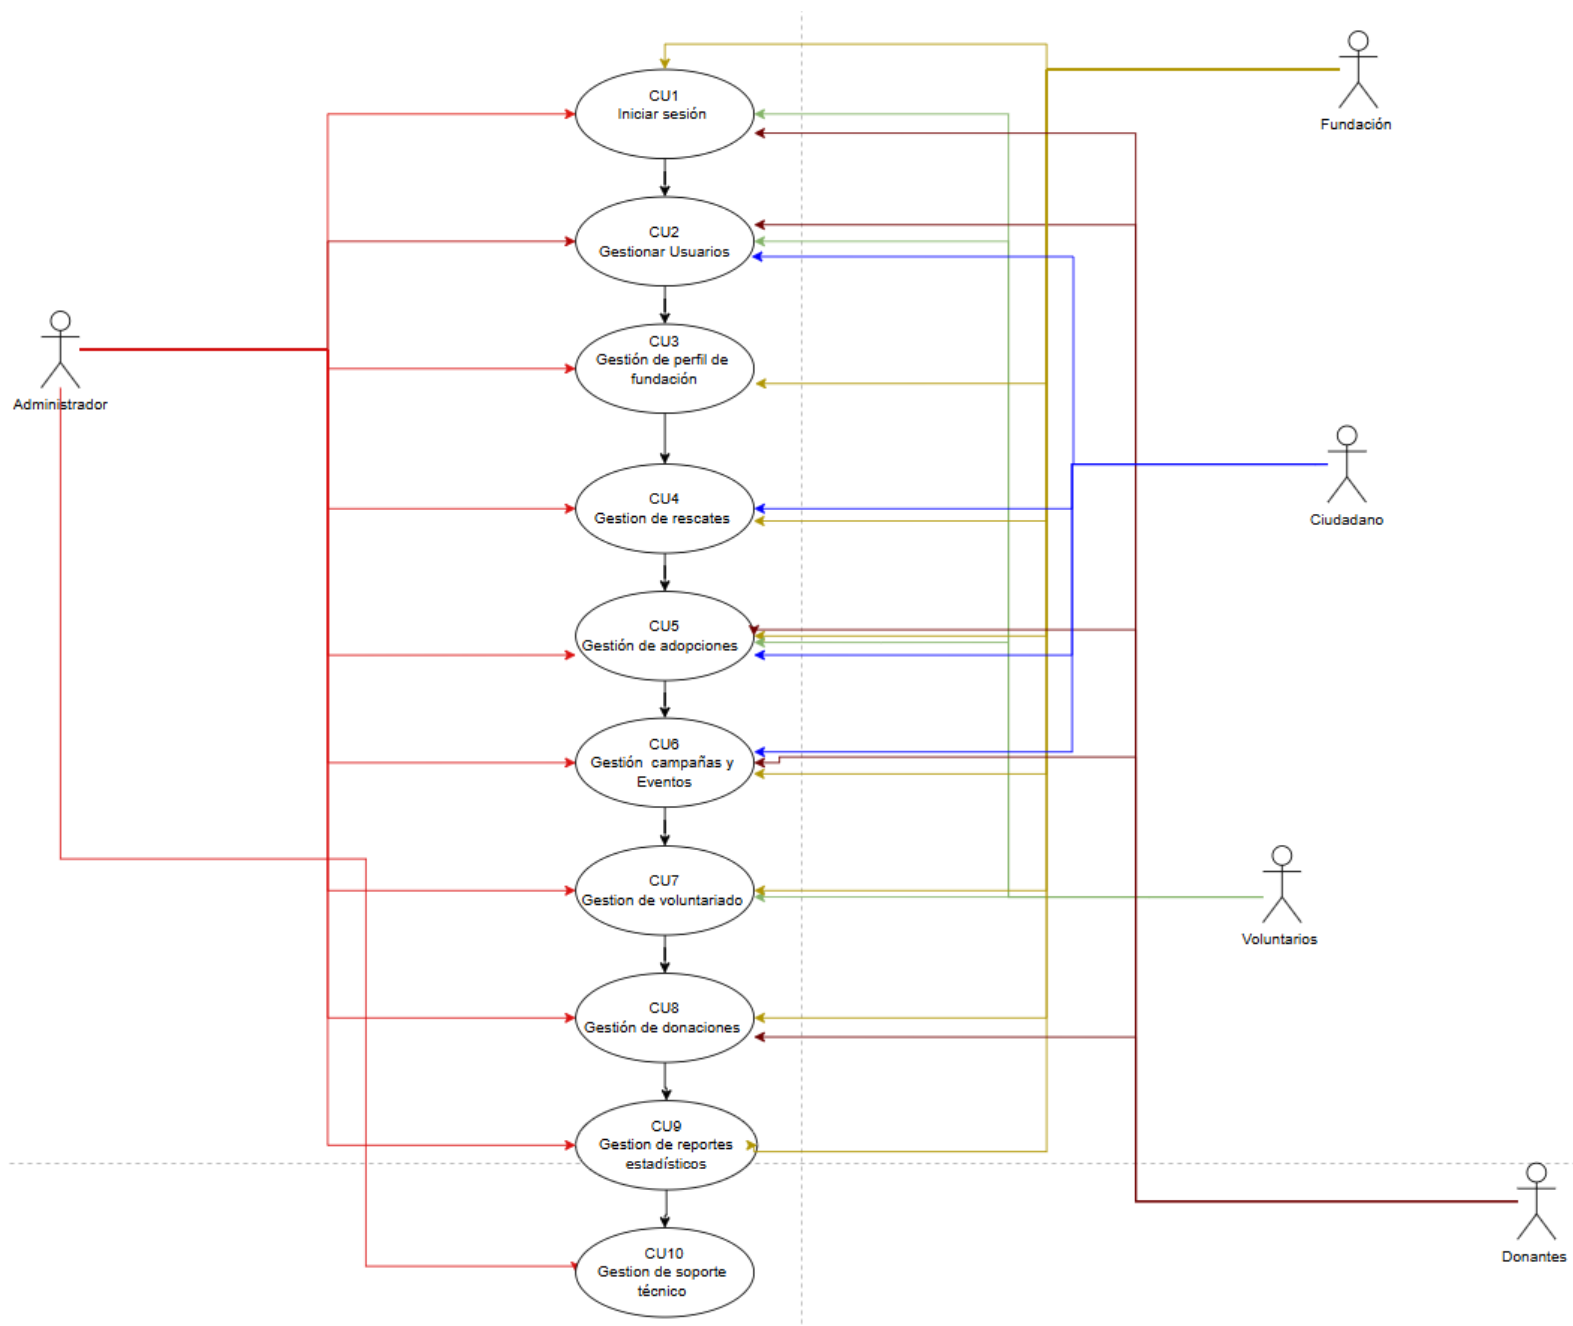 CU1
Iniciar sesión
Fundación
CU2
Gestionar Usuarios
CU3
Gestión de perfil de
fundación
Administrador
CU4
Gestion de rescates
Ciudadano
CU5
Gestión de adopciones
CU6
Gestión campañas y
Eventos
CU7
Gestion de voluntariado
Voluntarios
CU8
Gestión de donaciones
CU9
Gestion de reportes
estadísticos
CU10
Gestion de soporte
técnico
Donantes